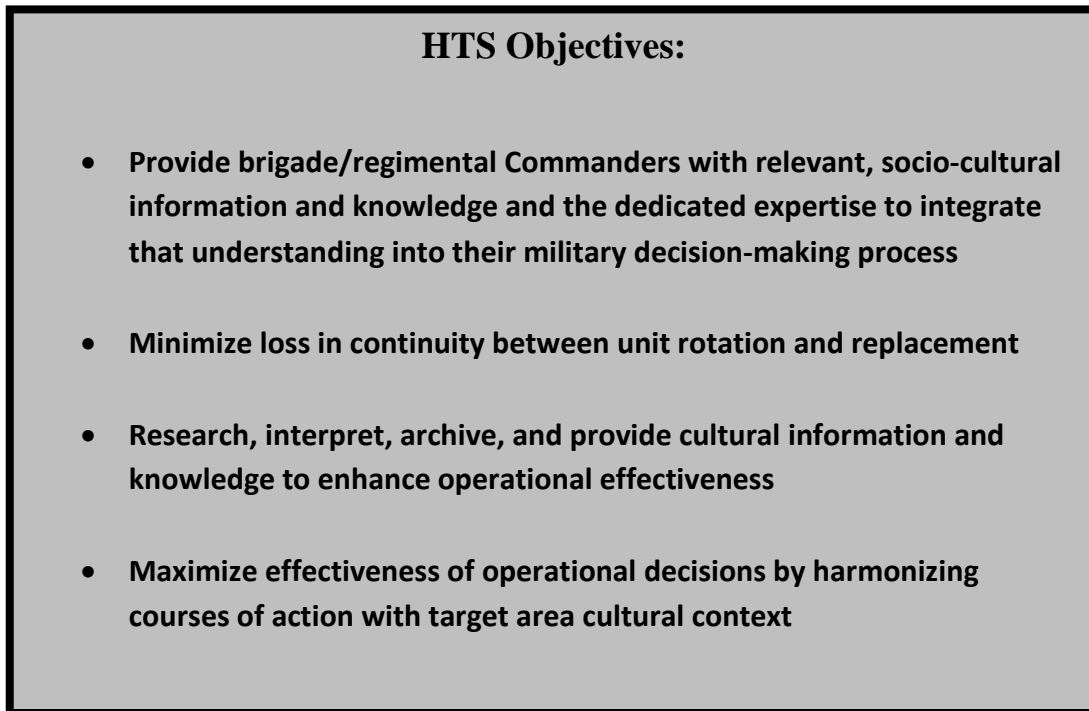 HTS Objectives:
• Provide brigade/regimental Commanders with relevant, socio-cultural
information and knowledge and the dedicated expertise to integrate
that understanding into their military decision-making process
• Minimize loss in continuity between unit rotation and replacement
• Research, interpret, archive, and provide cultural information and
knowledge to enhance operational effectiveness
• Maximize effectiveness of operational decisions by harmonizing
courses of action with target area cultural context